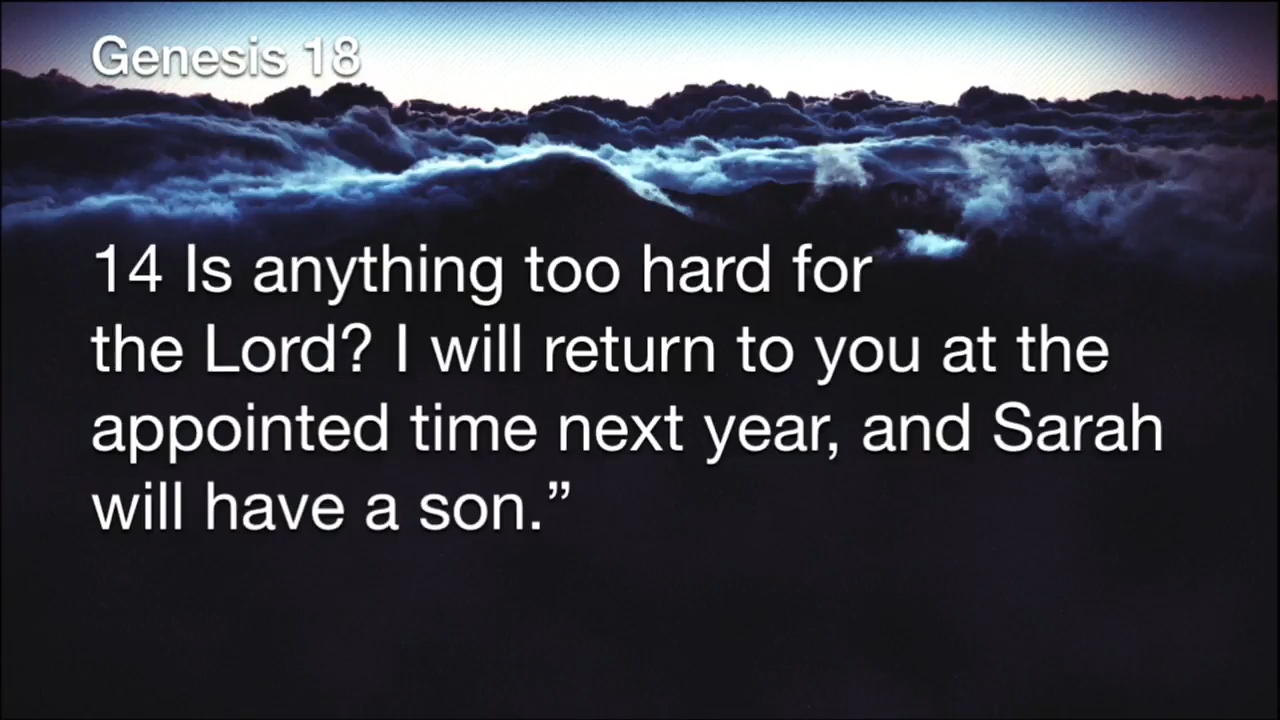 Genesis 18
14 Is anything too hard for
the Lord? I will return to you at the
appointed time next year, and Sarah
will have a son.”